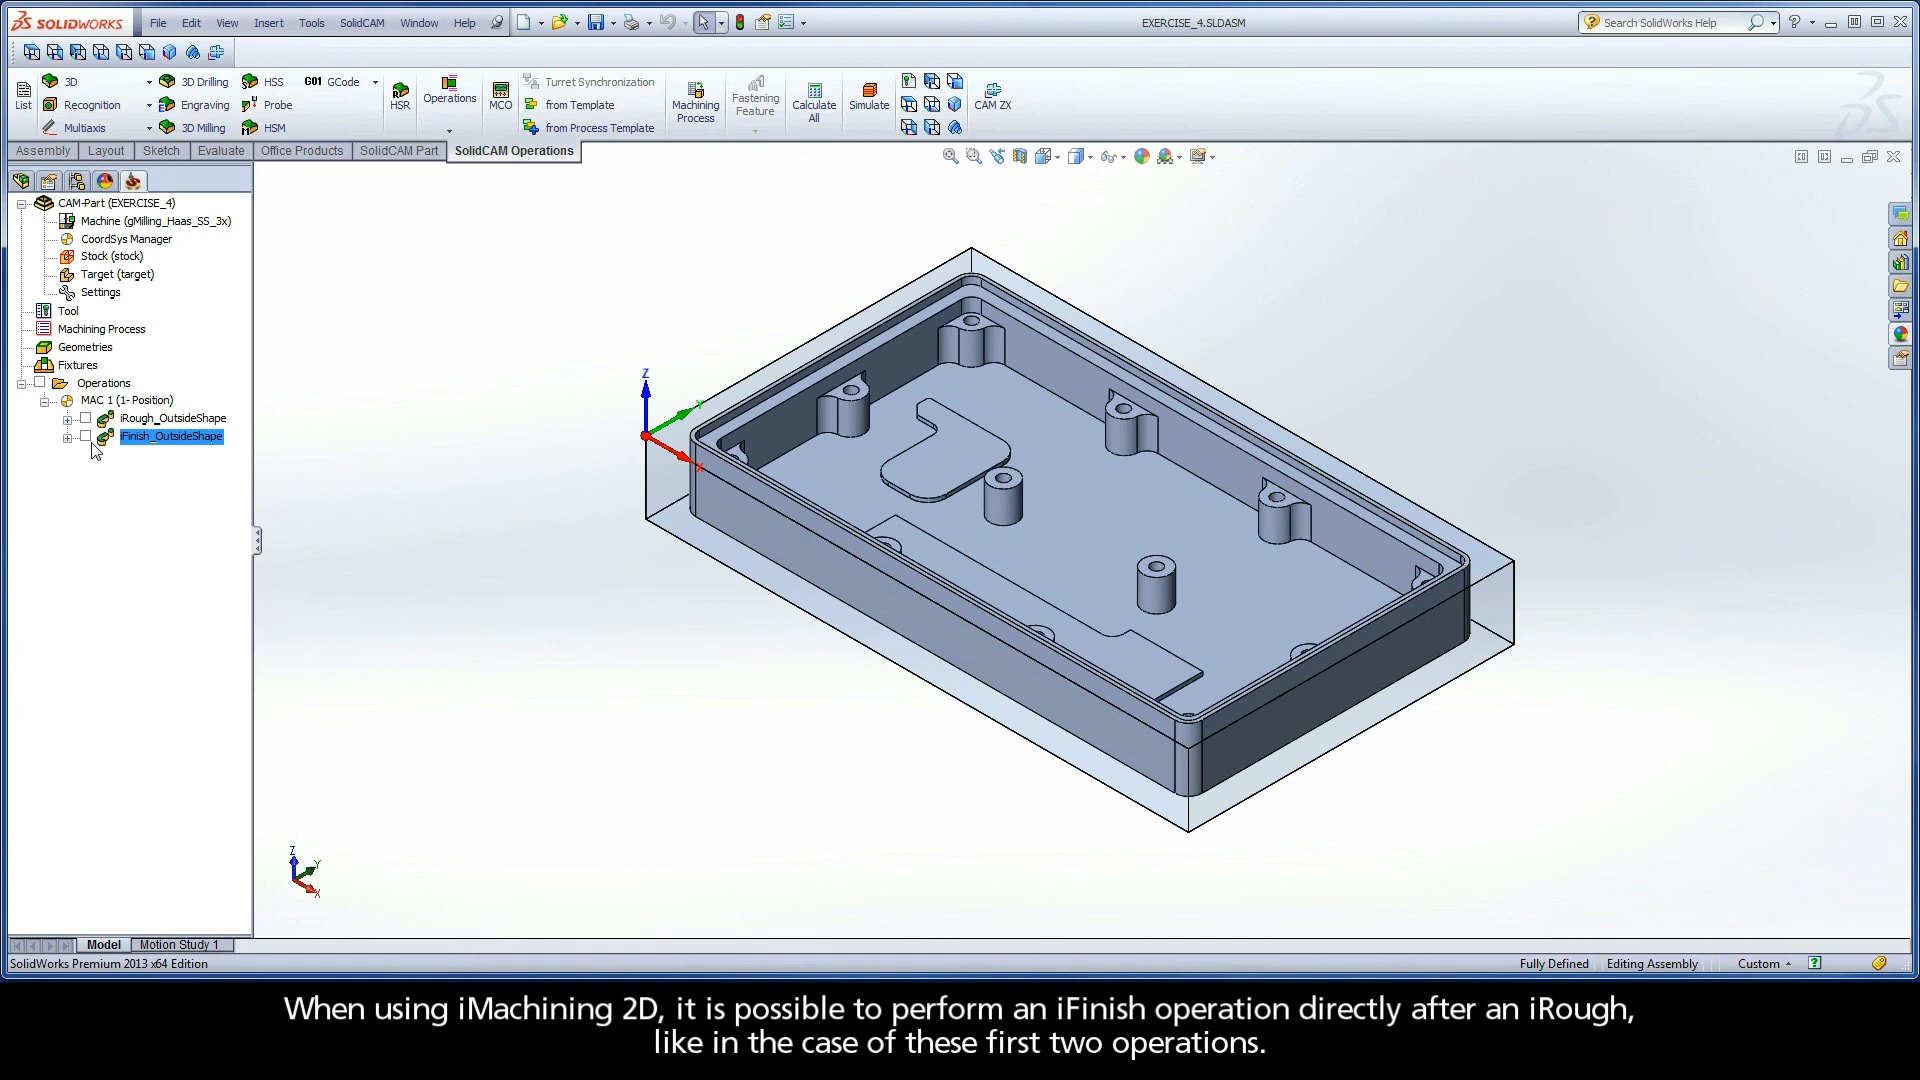 SOLIDWORKS File Edit View Insert Tools SolidCAM Window Help EXERCISE_4.SLDASM Search SolidWorks Help
3D 3D Drilling HSS G01 GCode Turret Synchronization
Recognition Engraving Probe from Template
Multiaxis 3D Milling HSM from Process Template
List HSR Operations MCO Machining Process Fastening Feature Calculate All Simulate CAM ZX
Assembly Layout Sketch Evaluate Office Products SolidCAM Part SolidCAM Operations
CAM-Part (EXERCISE_4)
Machine (gMilling_Haas_SS_3x)
CoordSys Manager
Stock (stock)
Target (target)
Settings
Tool
Machining Process
Geometries
Fixtures
Operations
MAC 1 (1- Position)
iRough_OutsideShape
iFinish_OutsideShape
Z
Y
X
Z
Y
X
Model Motion Study 1
SolidWorks Premium 2013 x64 Edition Fully Defined Editing Assembly Custom
When using iMachining 2D, it is possible to perform an iFinish operation directly after an iRough,
like in the case of these first two operations.